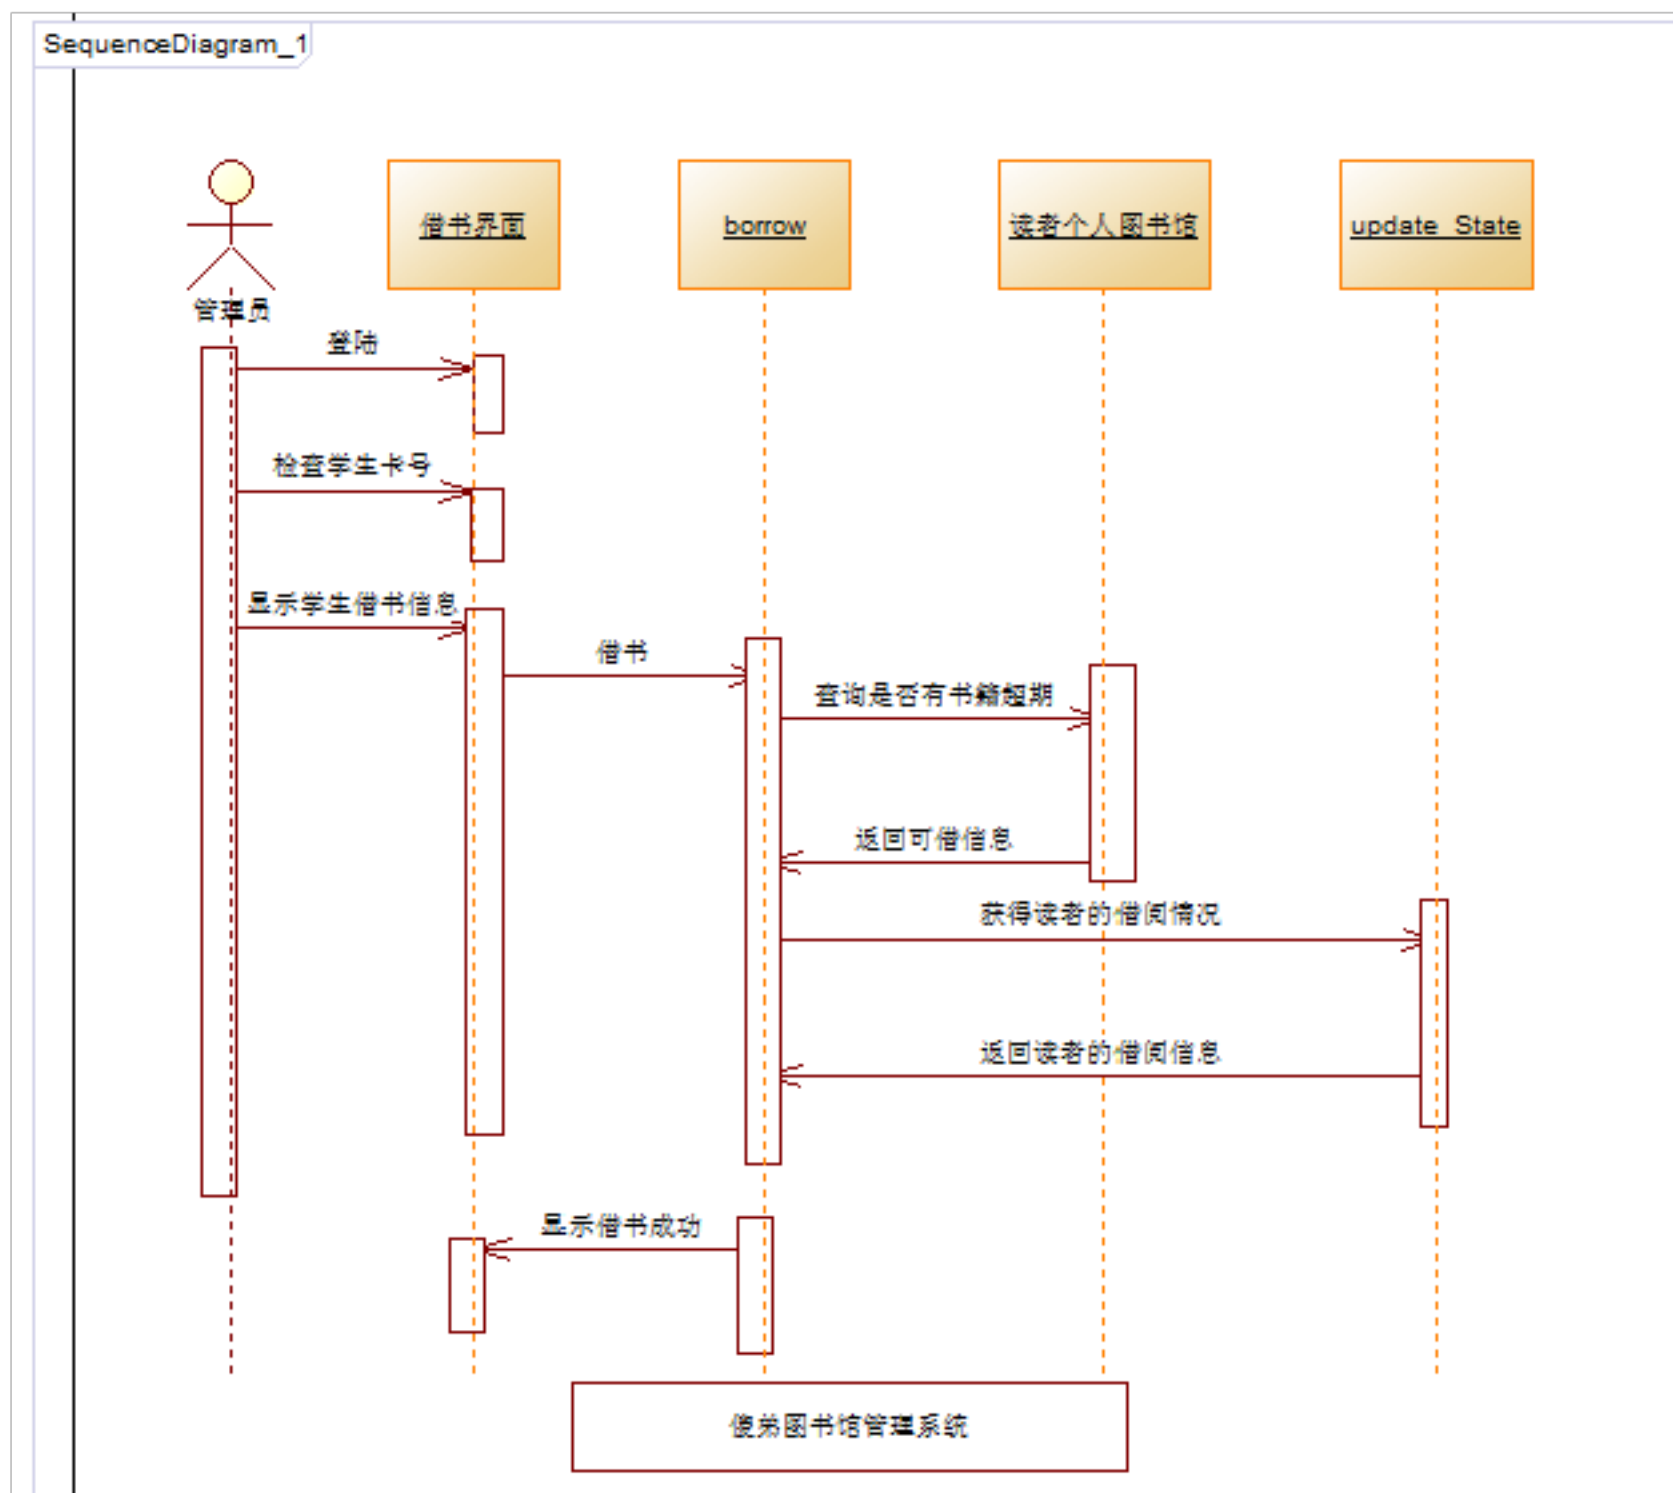 SequenceDiagram_1
借书界面
borrow
读者个人图书馆
update_State
管理员
登陆
检查学生卡号
显示学生借书信息
借书
查询是否有书籍超期
返回可借信息
获得读者的借阅情况
返回读者的借阅信息
显示借书成功
傻弟图书馆管理系统